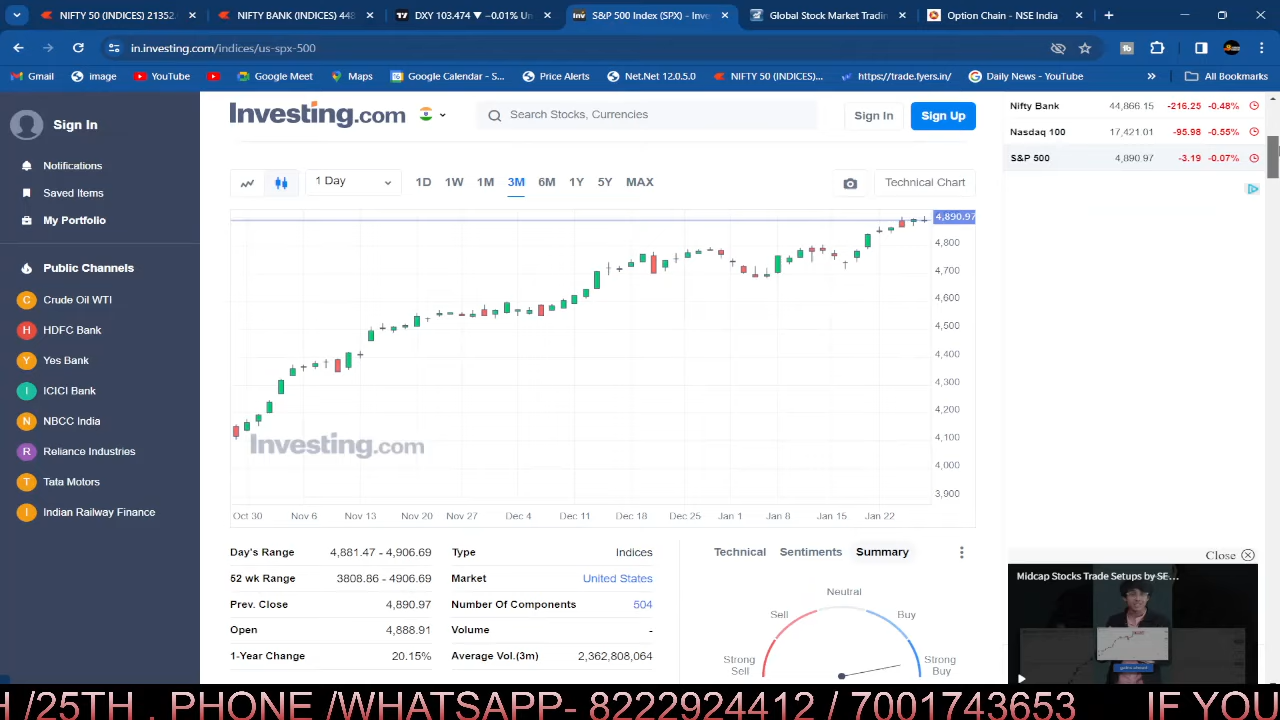 NIFTY 50 (INDICES) 21352.
NIFTY BANK (INDICES) 448
DXY 103.474 ▼ −0.01% Un
S&P 500 Index (SPX) - Inve
Global Stock Market Tradin
Option Chain - NSE India
in.investing.com/indices/us-spx-500
Gmail
image
YouTube
Google Meet
Maps
Google Calendar - S...
Price Alerts
Net.Net 12.0.5.0
NIFTY 50 (INDICES)...
https://trade.fyers.in/
Daily News - YouTube
»
All Bookmarks
Sign In
Notifications
Saved Items
My Portfolio
Public Channels
C Crude Oil WTI
H HDFC Bank
Y Yes Bank
I ICICI Bank
N NBCC India
R Reliance Industries
T Tata Motors
I Indian Railway Finance
Investing.com
Search Stocks, Currencies
Sign In
Sign Up
1 Day
1D 1W 1M 3M 6M 1Y 5Y MAX
Technical Chart
4,890.97
4,800
4,700
4,600
4,500
4,400
4,300
4,200
4,100
4,000
3,900
Investing.com
Oct 30 Nov 6 Nov 13 Nov 20 Nov 27 Dec 4 Dec 11 Dec 18 Dec 25 Jan 1 Jan 8 Jan 15 Jan 22
Day's Range 4,881.47 - 4,906.69
52 wk Range 3808.86 - 4906.69
Prev. Close 4,890.97
Open 4,888.91
1-Year Change 20.15%
Type Indices
Market United States
Number Of Components 504
Volume -
Average Vol.(3m) 2,362,808,064
Technical Sentiments Summary
Neutral
Sell
Buy
Strong Sell
Strong Buy
Nifty Bank 44,866.15 -216.25 -0.48%
Nasdaq 100 17,421.01 -95.98 -0.55%
S&P 500 4,890.97 -3.19 -0.07%
Close
Midcap Stocks Trade Setups by SE...
H /25TH . PHONE /WHATSAPP- 8222924412 / 7001743653 IF YOU